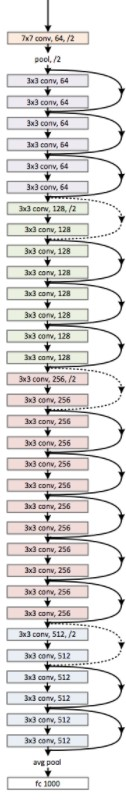 7x7 conv, 64, /2
pool, /2
3x3 conv, 64
3x3 conv, 64
3x3 conv, 64
3x3 conv, 64
3x3 conv, 64
3x3 conv, 64
3x3 conv, 128, /2
3x3 conv, 128
3x3 conv, 128
3x3 conv, 128
3x3 conv, 128
3x3 conv, 128
3x3 conv, 128
3x3 conv, 128
3x3 conv, 256, /2
3x3 conv, 256
3x3 conv, 256
3x3 conv, 256
3x3 conv, 256
3x3 conv, 256
3x3 conv, 256
3x3 conv, 256
3x3 conv, 256
3x3 conv, 256
3x3 conv, 256
3x3 conv, 256
3x3 conv, 512, /2
3x3 conv, 512
3x3 conv, 512
3x3 conv, 512
3x3 conv, 512
3x3 conv, 512
avg pool
fc 1000